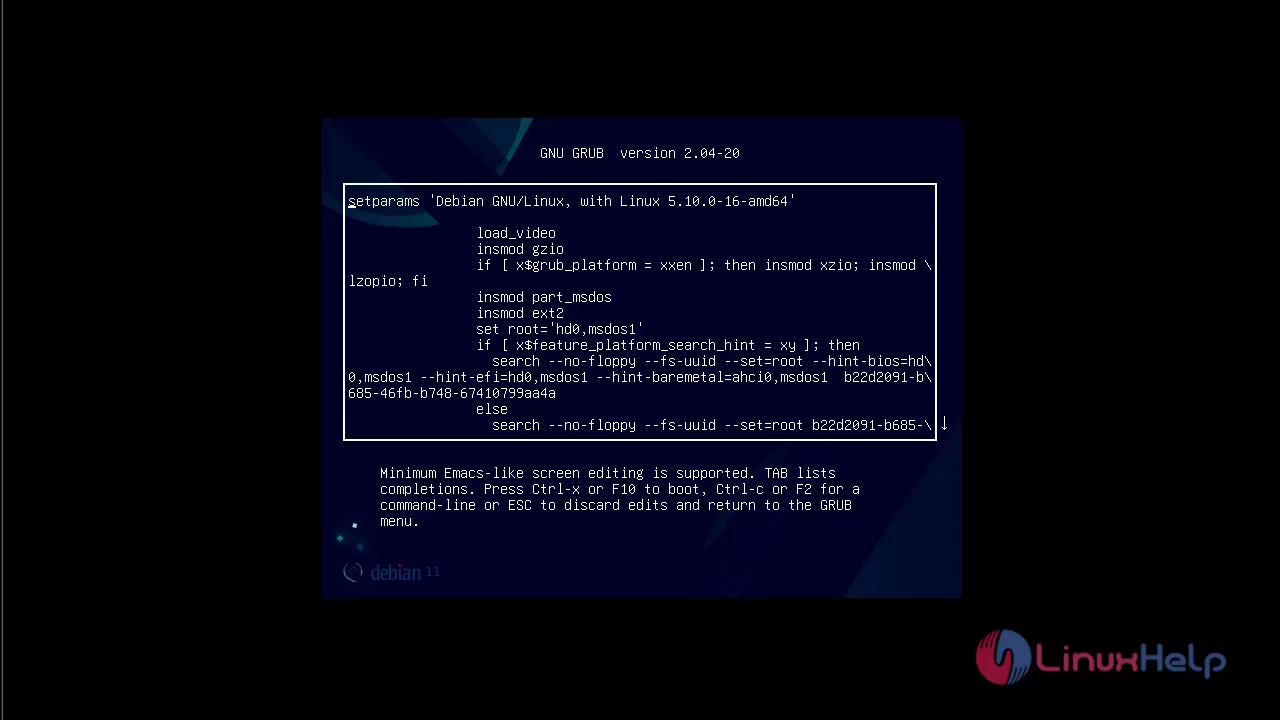 GNU GRUB  version 2.04-20
setparams 'Debian GNU/Linux, with Linux 5.10.0-16-amd64'
load_video
insmod gzio
if [ x$grub_platform = xxen ]; then insmod xzio; insmod \
lzopio; fi
insmod part_msdos
insmod ext2
set root='hd0,msdos1'
if [ x$feature_platform_search_hint = xy ]; then
search --no-floppy --fs-uuid --set=root --hint-bios=hd\
0,msdos1 --hint-efi=hd0,msdos1 --hint-baremetal=ahci0,msdos1  b22d2091-b\
685-46fb-b748-67410799aa4a
else
search --no-floppy --fs-uuid --set=root b22d2091-b685-\
Minimum Emacs-like screen editing is supported. TAB lists
completions. Press Ctrl-x or F10 to boot, Ctrl-c or F2 for a
command-line or ESC to discard edits and return to the GRUB
menu.
debian 11
LinuxHelp